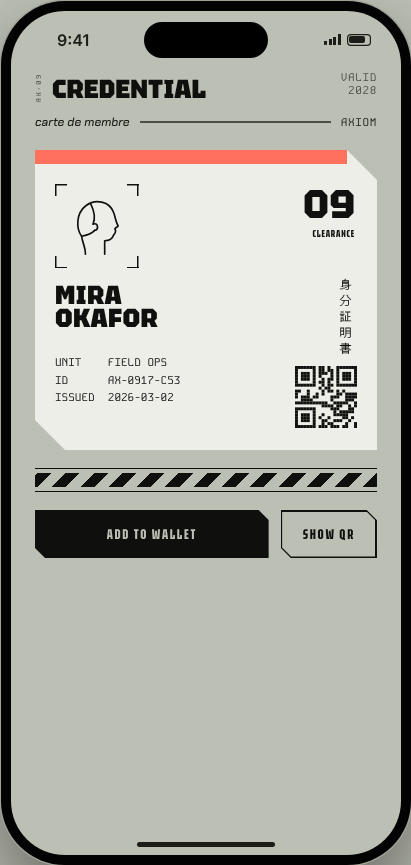 9:41
AX-09
CREDENTIAL
VALID
2028
carte de membre
AXIOM
09
CLEARANCE
MIRA
OKAFOR
身分証明書
UNIT FIELD OPS
ID AX-0917-C53
ISSUED 2026-03-02
ADD TO WALLET
SHOW QR